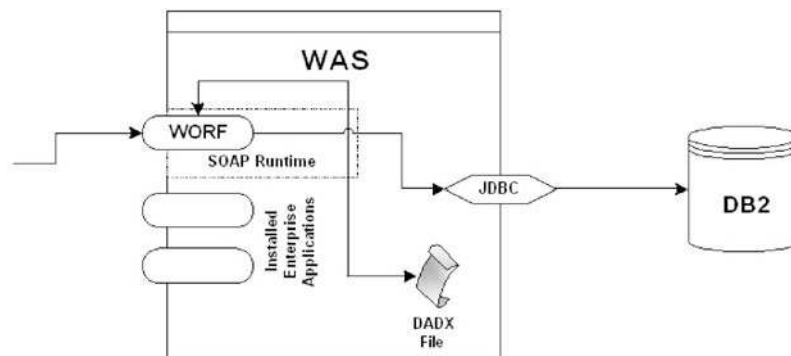 WAS
WORF
SOAP Runtime
JDBC
DB2
Installed
Enterprise
Applications
DADX
File